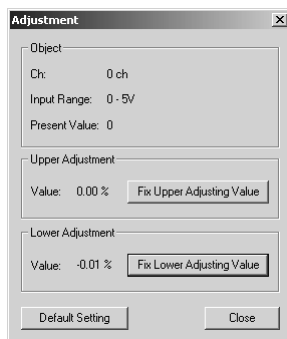 Adjustment
Object
Ch: 0 ch
Input Range: 0 - 5V
Present Value: 0
Upper Adjustment
Value: 0.00 % Fix Upper Adjusting Value
Lower Adjustment
Value: -0.01 % Fix Lower Adjusting Value
Default Setting Close